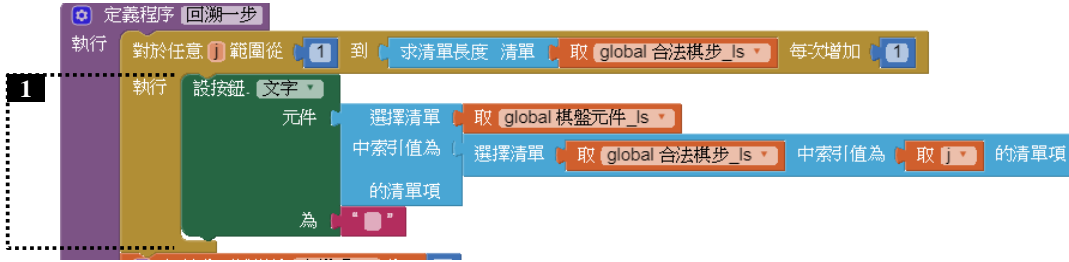 定義程序 回溯一步
執行 對於任意 j 範圍從 1 到 求清單長度 清單 取 global 合法棋步_ls 每次增加 1
1 執行 設按鈕. 文字
元件 選擇清單 取 global 棋盤元件_ls
中索引值為 選擇清單 取 global 合法棋步_ls 中索引值為 取 j 的清單項
的清單項
為 " "